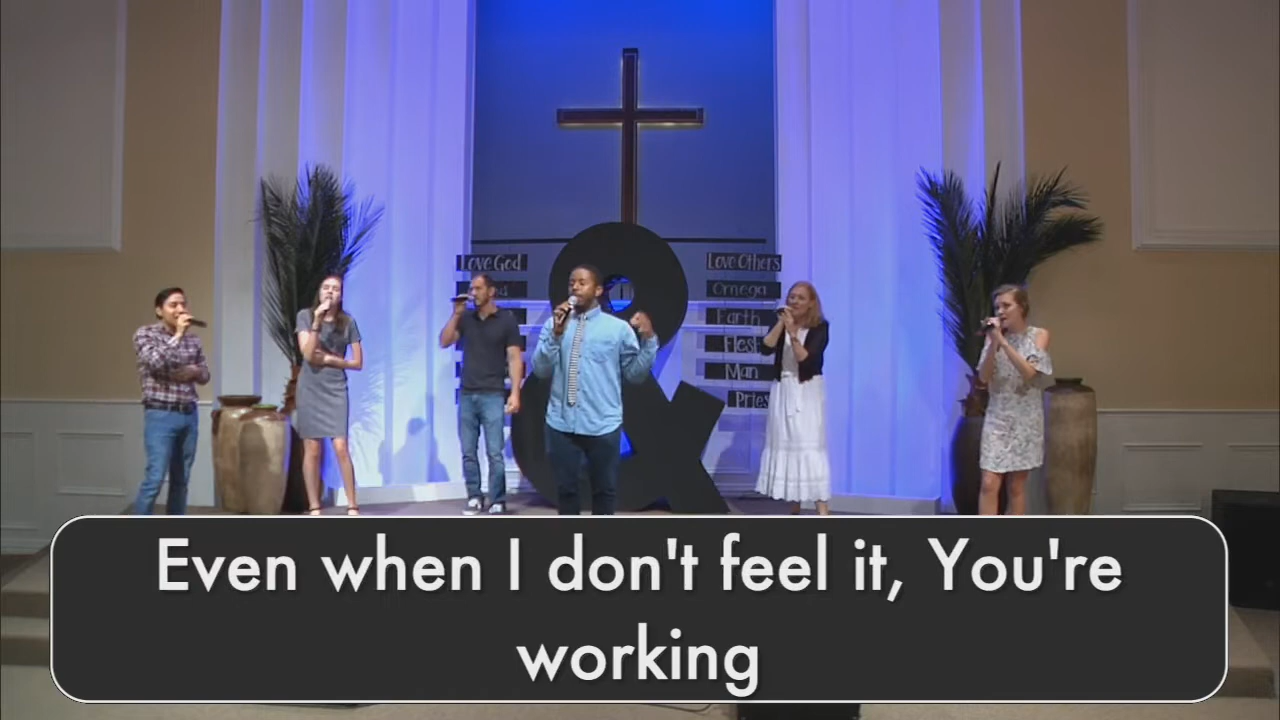 Love God
Love Others
Omega
Earth
Flesh
Man
Pries
&
Even when I don't feel it, You're
working